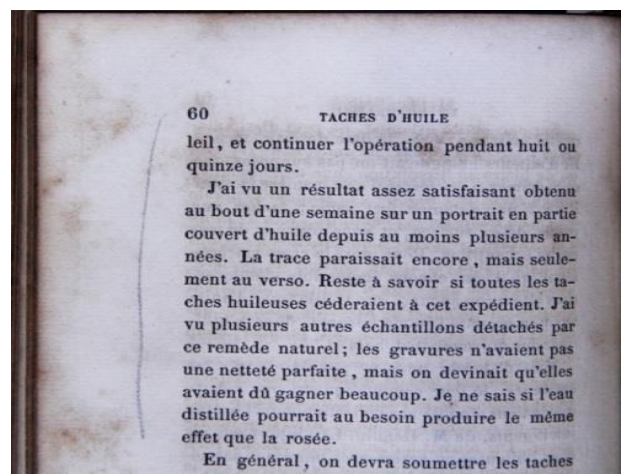 60 TACHES D'HUILE
leil, et continuer l'opération pendant huit ou
quinze jours.
J'ai vu un résultat assez satisfaisant obtenu
au bout d'une semaine sur un portrait en partie
couvert d'huile depuis au moins plusieurs an-
nées. La trace paraissait encore, mais seule-
ment au verso. Reste à savoir si toutes les ta-
ches huileuses céderaient à cet expédient. J'ai
vu plusieurs autres échantillons détachés par
ce remède naturel; les gravures n'avaient pas
une netteté parfaite, mais on devinait qu'elles
avaient dû gagner beaucoup. Je ne sais si l'eau
distillée pourrait au besoin produire le même
effet que la rosée.
En général, on devra soumettre les taches